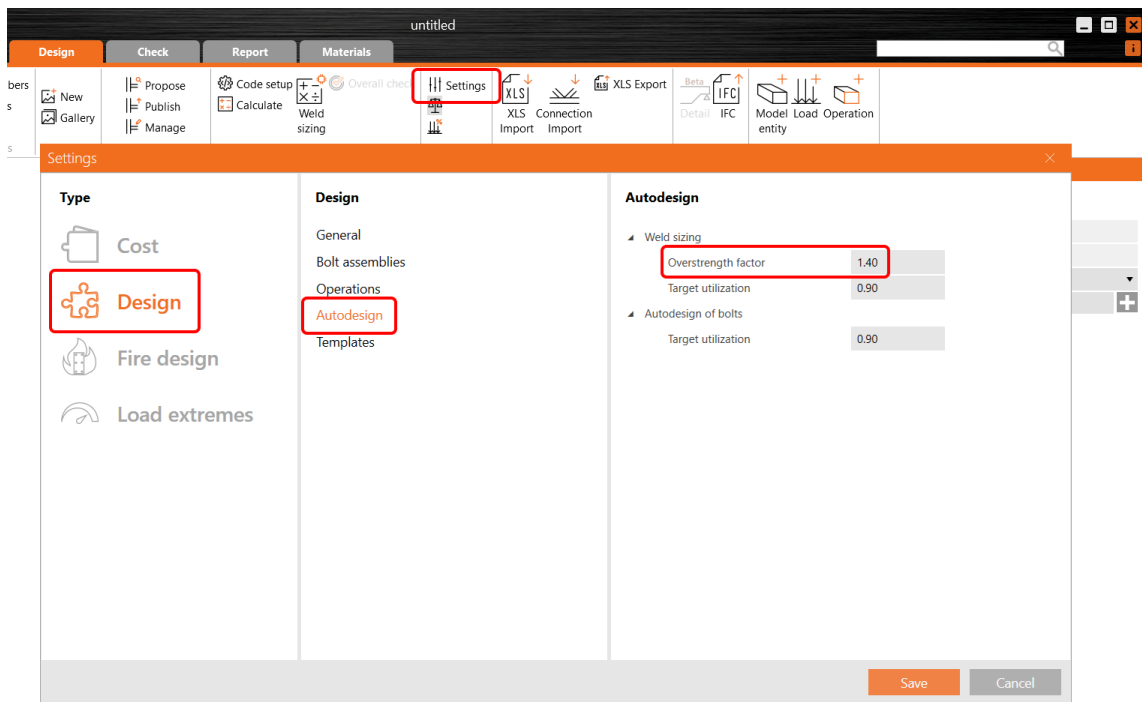 untitled
Design
Check
Report
Materials
i
bers
s
New
Gallery
Propose
Publish
Manage
Code setup
Calculate
Weld
sizing
Overall check
Settings
XLS
XLS
Import
Connection
Import
XLS
XLS Export
Beta
Detail
IFC
IFC
Model
entity
Load
Operation
s
Settings
Type
Cost
Design
Fire design
Load extremes
Design
General
Bolt assemblies
Operations
Autodesign
Templates
Autodesign
Weld sizing
Overstrength factor 1.40
Target utilization 0.90
Autodesign of bolts
Target utilization 0.90
Save
Cancel